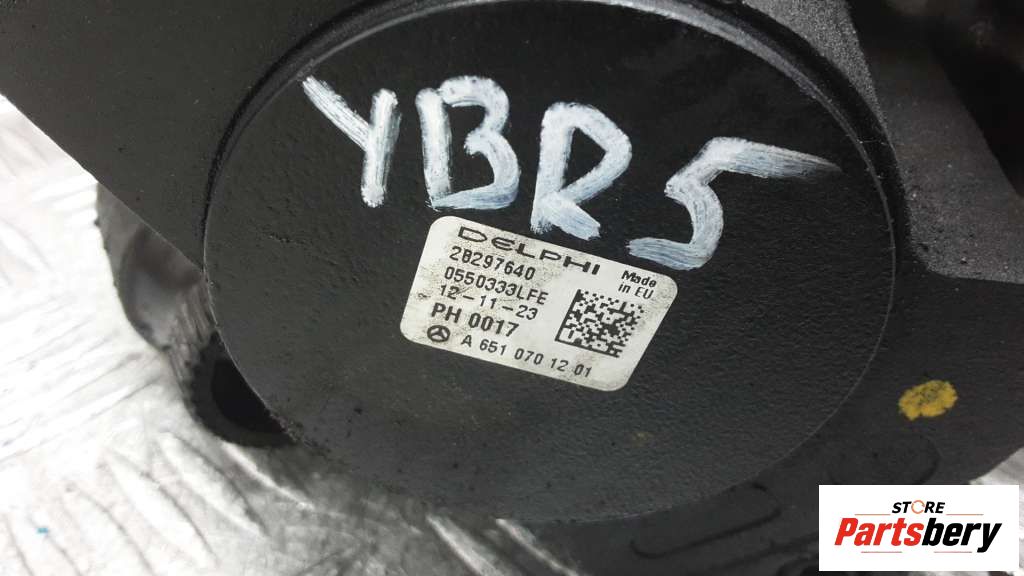 YBR5
DELPHI
28297640
Made
in EU
0550333LFE
12-11-23
PH 0017
A 651 070 12 01
STORE
Partsbery